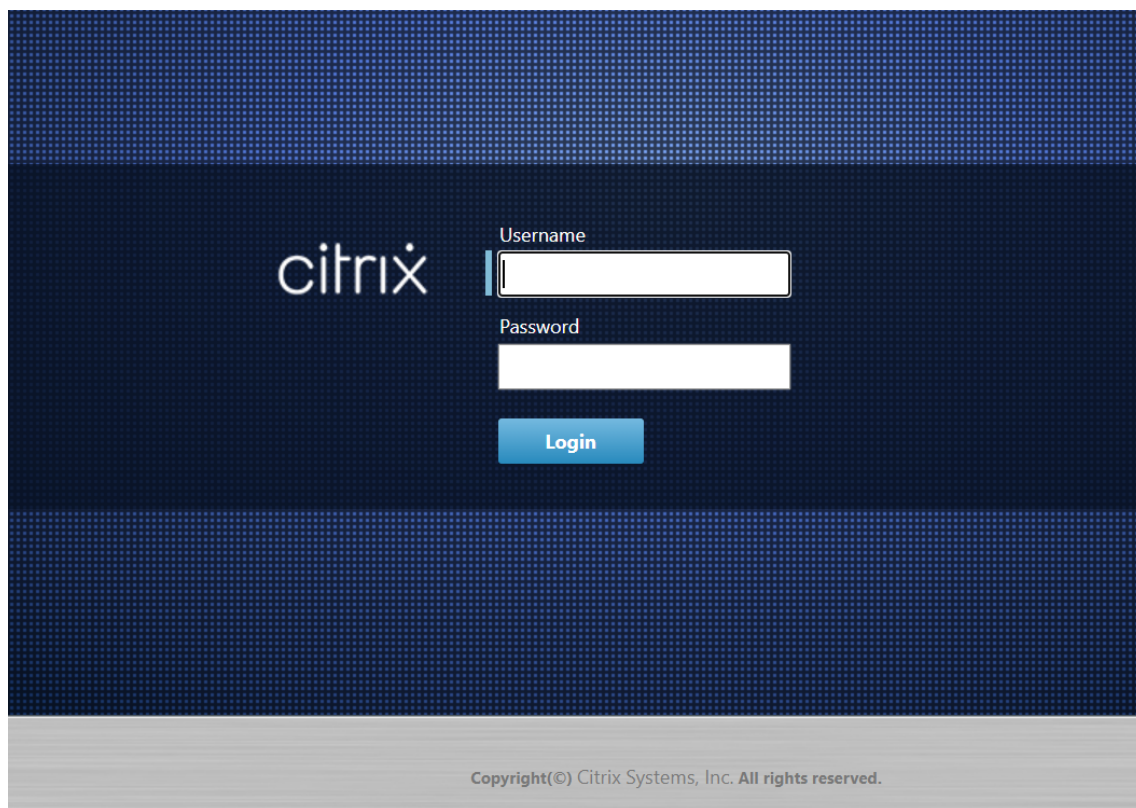 citrix
Username
Password
Login
Copyright(©) Citrix Systems, Inc. All rights reserved.